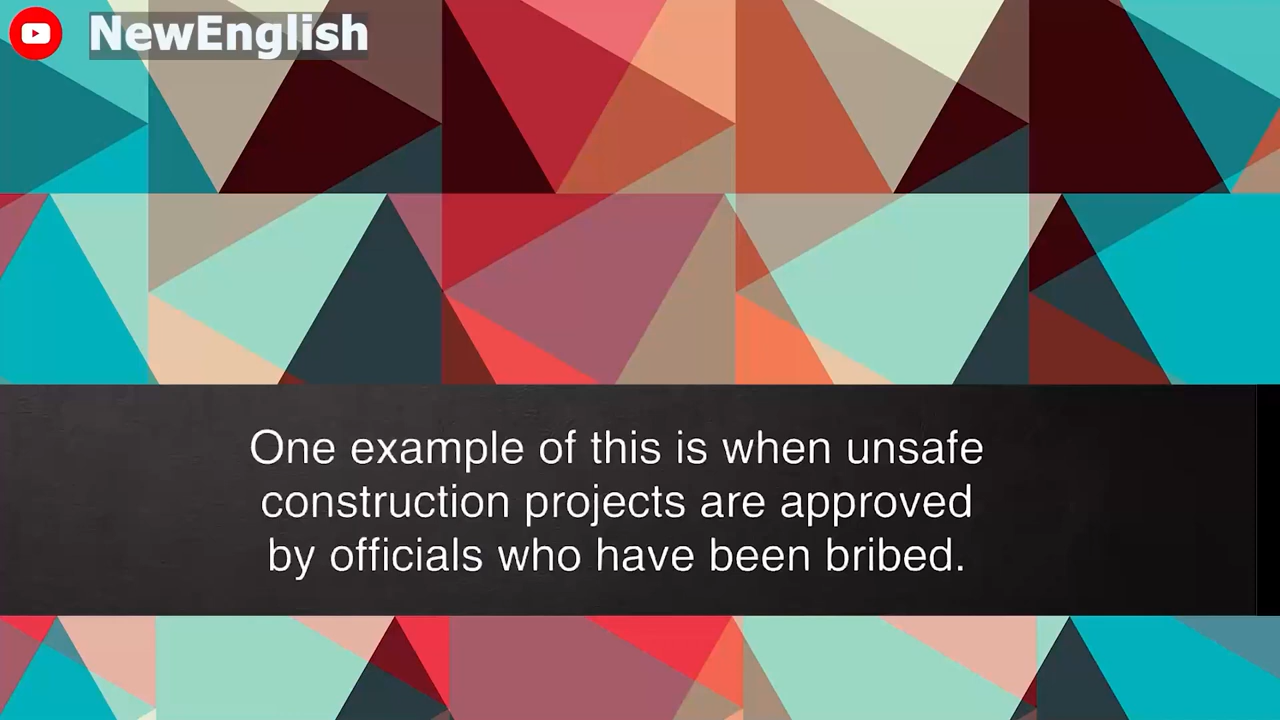 NewEnglish
One example of this is when unsafe
construction projects are approved
by officials who have been bribed.